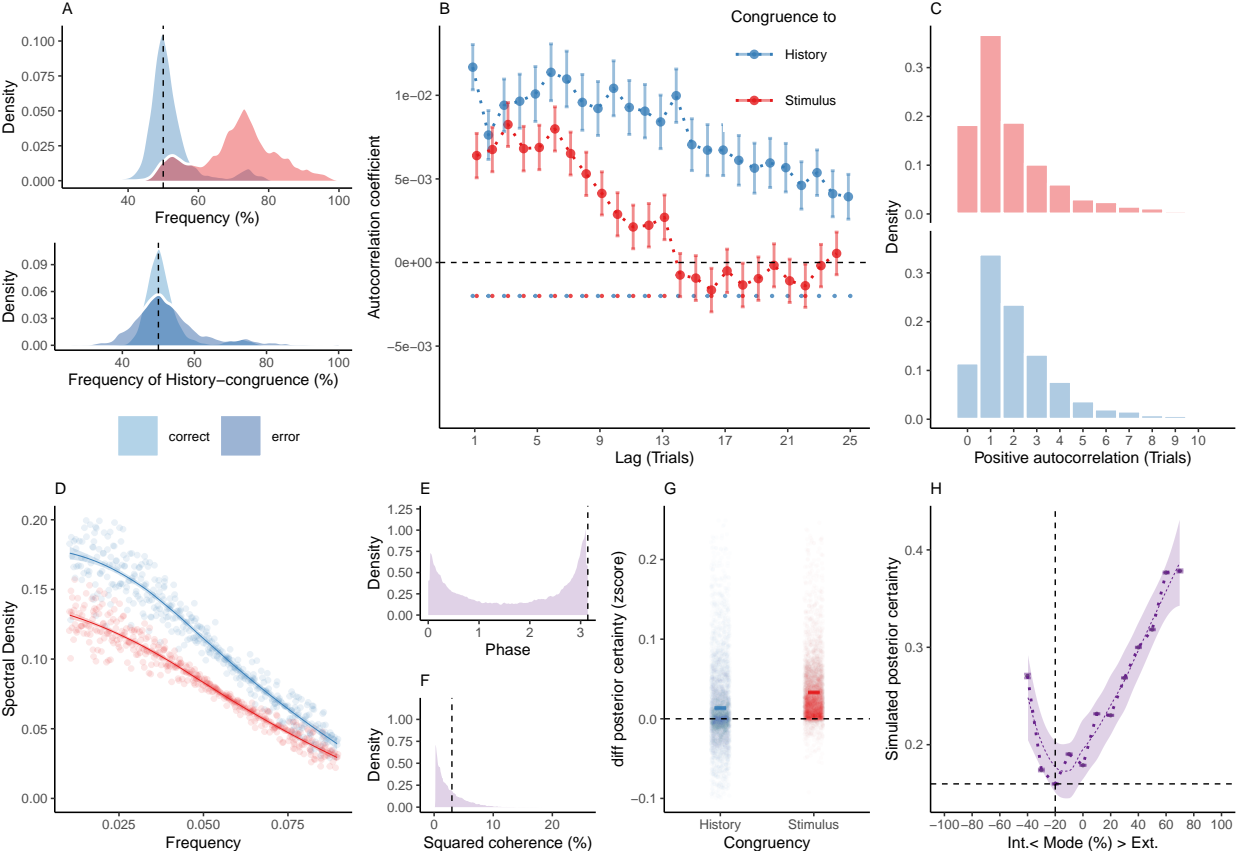 A
0.100
0.075
0.050
0.025
0.000
Density
40
60
80
100
Frequency (%)
0.09
0.06
0.03
0.00
Density
40
60
80
100
Frequency of History−congruence (%)
correct
error
B
Congruence to
History
Stimulus
1e−02
5e−03
0e+00
−5e−03
Autocorrelation coefficient
1
5
9
13
17
21
25
Lag (Trials)
C
0.3
0.2
0.1
0.0
Density
0.3
0.2
0.1
0.0
0
1
2
3
4
5
6
7
8
9
10
Positive autocorrelation (Trials)
D
0.20
0.15
0.10
0.05
0.00
Spectral Density
0.025
0.050
0.075
Frequency
E
1.25
1.00
0.75
0.50
0.25
0.00
Density
0
1
2
3
Phase
F
1.00
0.75
0.50
0.25
0.00
Density
0
10
20
Squared coherence (%)
G
0.2
0.1
0.0
−0.1
diff posterior certainty (zscore)
History
Stimulus
Congruency
H
0.4
0.3
0.2
Simulated posterior certainty
−100
−80
−60
−40
−20
0
20
40
60
80
100
Int.< Mode (%) > Ext.